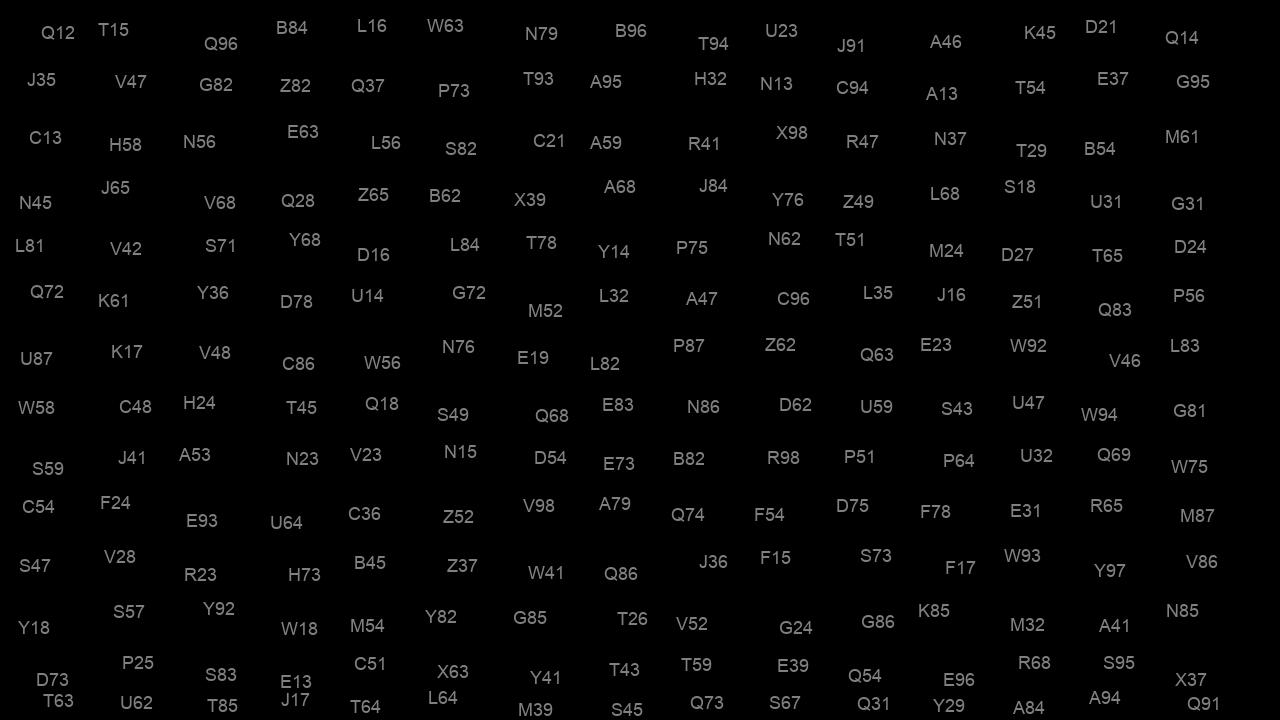 Q12 T15 Q96 B84 L16 W63 N79 B96 T94 U23 J91 A46 K45 D21 Q14
J35 V47 G82 Z82 Q37 P73 T93 A95 H32 N13 C94 A13 T54 E37 G95
C13 H58 N56 E63 L56 S82 C21 A59 R41 X98 R47 N37 T29 B54 M61
N45 J65 V68 Q28 Z65 B62 X39 A68 J84 Y76 Z49 L68 S18 U31 G31
L81 V42 S71 Y68 D16 L84 T78 Y14 P75 N62 T51 M24 D27 T65 D24
Q72 K61 Y36 D78 U14 G72 M52 L32 A47 C96 L35 J16 Z51 Q83 P56
U87 K17 V48 C86 W56 N76 E19 L82 P87 Z62 Q63 E23 W92 V46 L83
W58 C48 H24 T45 Q18 S49 Q68 E83 N86 D62 U59 S43 U47 W94 G81
S59 J41 A53 N23 V23 N15 D54 E73 B82 R98 P51 P64 U32 Q69 W75
C54 F24 E93 U64 C36 Z52 V98 A79 Q74 F54 D75 F78 E31 R65 M87
S47 V28 R23 H73 B45 Z37 W41 Q86 J36 F15 S73 F17 W93 Y97 V86
Y18 S57 Y92 W18 M54 Y82 G85 T26 V52 G24 G86 K85 M32 A41 N85
D73 P25 S83 E13 C51 X63 Y41 T43 T59 E39 Q54 E96 R68 S95 X37
T63 U62 T85 J17 T64 L64 M39 S45 Q73 S67 Q31 Y29 A84 A94 Q91